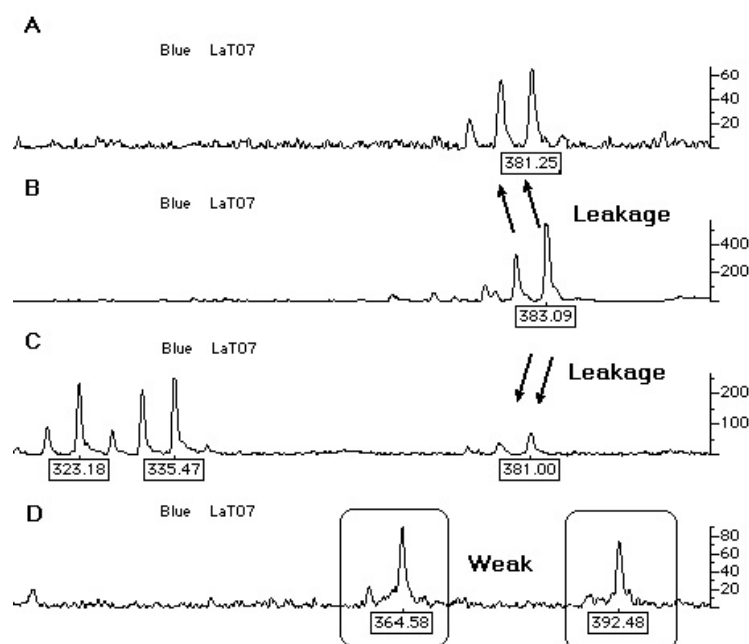 A
Blue LaT07
60
40
20
381.25
B
Blue LaT07
Leakage
400
200
383.09
C
Blue LaT07
Leakage
200
100
323.18 335.47 381.00
D
Blue LaT07
Weak
80
60
40
20
364.58 392.48